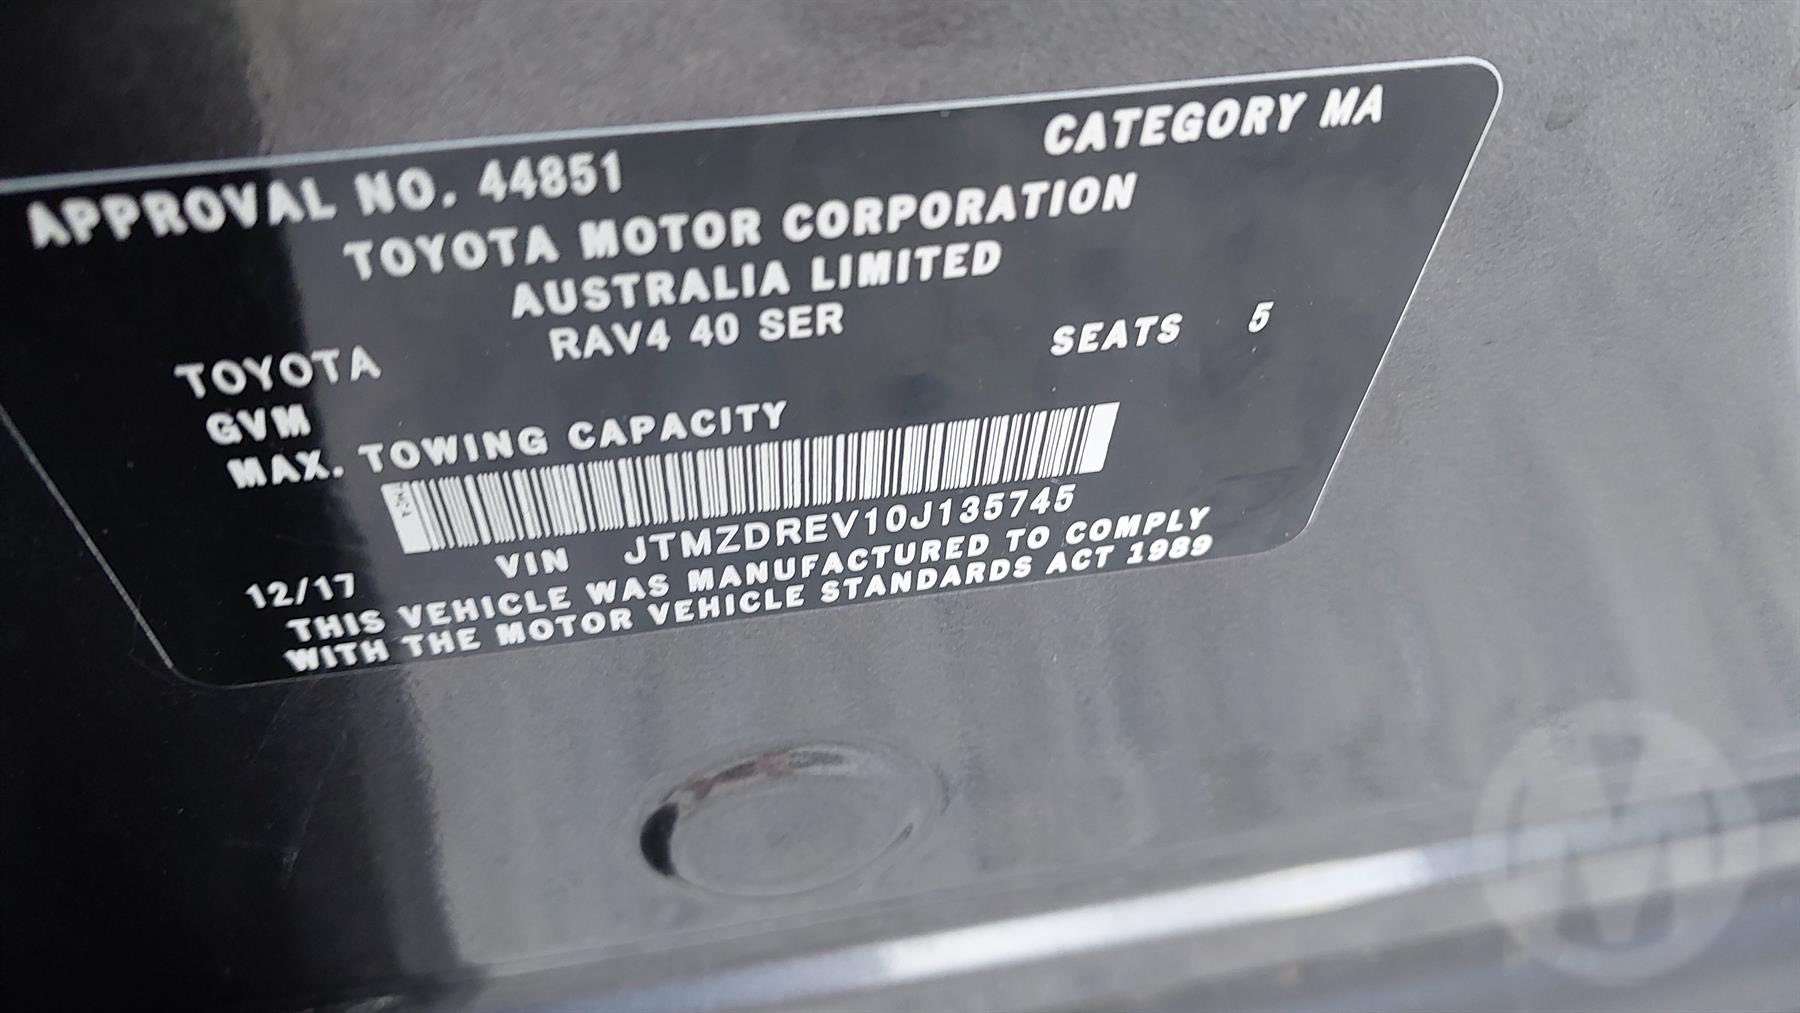 APPROVAL NO. 44851 CATEGORY MA
TOYOTA MOTOR CORPORATION
AUSTRALIA LIMITED
TOYOTA RAV4 40 SER SEATS 5
GVM
MAX. TOWING CAPACITY
12/17 VIN JTMZDREV10J135745
THIS VEHICLE WAS MANUFACTURED TO COMPLY
WITH THE MOTOR VEHICLE STANDARDS ACT 1989
M